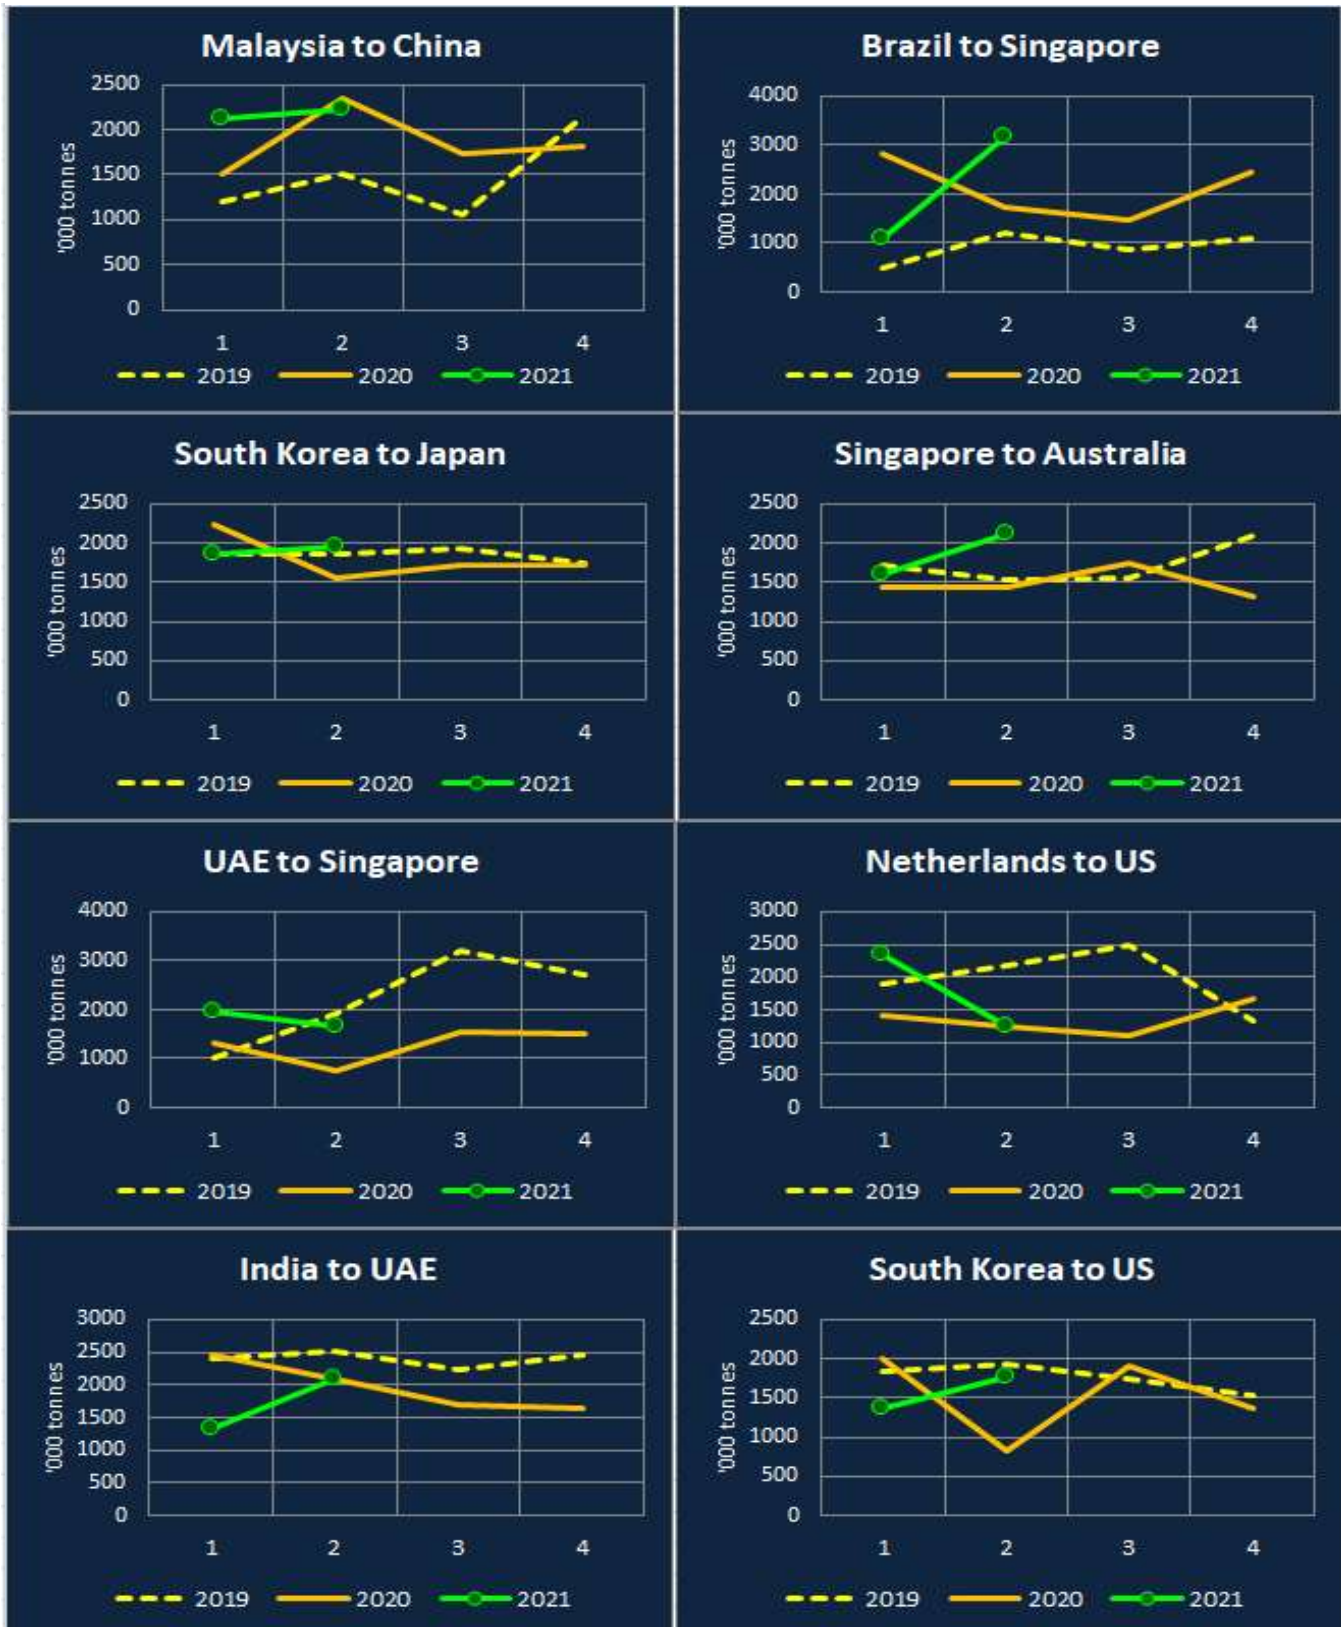 Malaysia to China
2500
2000
1500
1000
500
0
'000 tonnes
1 2 3 4
2019 2020 2021
Brazil to Singapore
4000
3000
2000
1000
0
'000 tonnes
1 2 3 4
2019 2020 2021
South Korea to Japan
2500
2000
1500
1000
500
0
'000 tonnes
1 2 3 4
2019 2020 2021
Singapore to Australia
2500
2000
1500
1000
500
0
'000 tonnes
1 2 3 4
2019 2020 2021
UAE to Singapore
4000
3000
2000
1000
0
'000 tonnes
1 2 3 4
2019 2020 2021
Netherlands to US
3000
2500
2000
1500
1000
500
0
'000 tonnes
1 2 3 4
2019 2020 2021
India to UAE
3000
2500
2000
1500
1000
500
0
'000 tonnes
1 2 3 4
2019 2020 2021
South Korea to US
2500
2000
1500
1000
500
0
'000 tonnes
1 2 3 4
2019 2020 2021